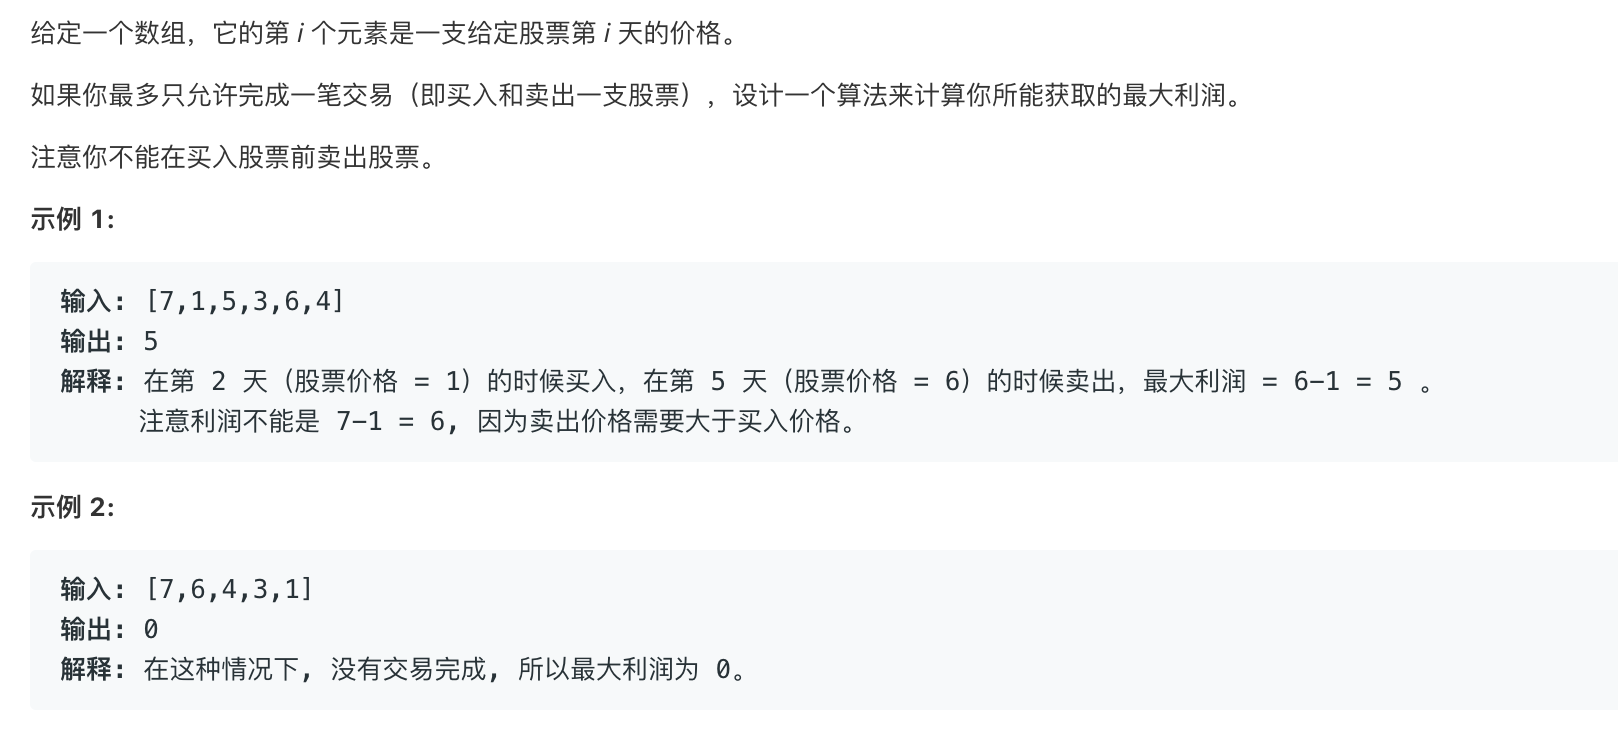 给定一个数组，它的第 i 个元素是一支给定股票第 i 天的价格。
如果你最多只允许完成一笔交易（即买入和卖出一支股票），设计一个算法来计算你所能获取的最大利润。
注意你不能在买入股票前卖出股票。
示例 1:
输入: [7,1,5,3,6,4]
输出: 5
解释: 在第 2 天（股票价格 = 1）的时候买入，在第 5 天（股票价格 = 6）的时候卖出，最大利润 = 6-1 = 5 。
注意利润不能是 7-1 = 6, 因为卖出价格需要大于买入价格。
示例 2:
输入: [7,6,4,3,1]
输出: 0
解释: 在这种情况下, 没有交易完成, 所以最大利润为 0。